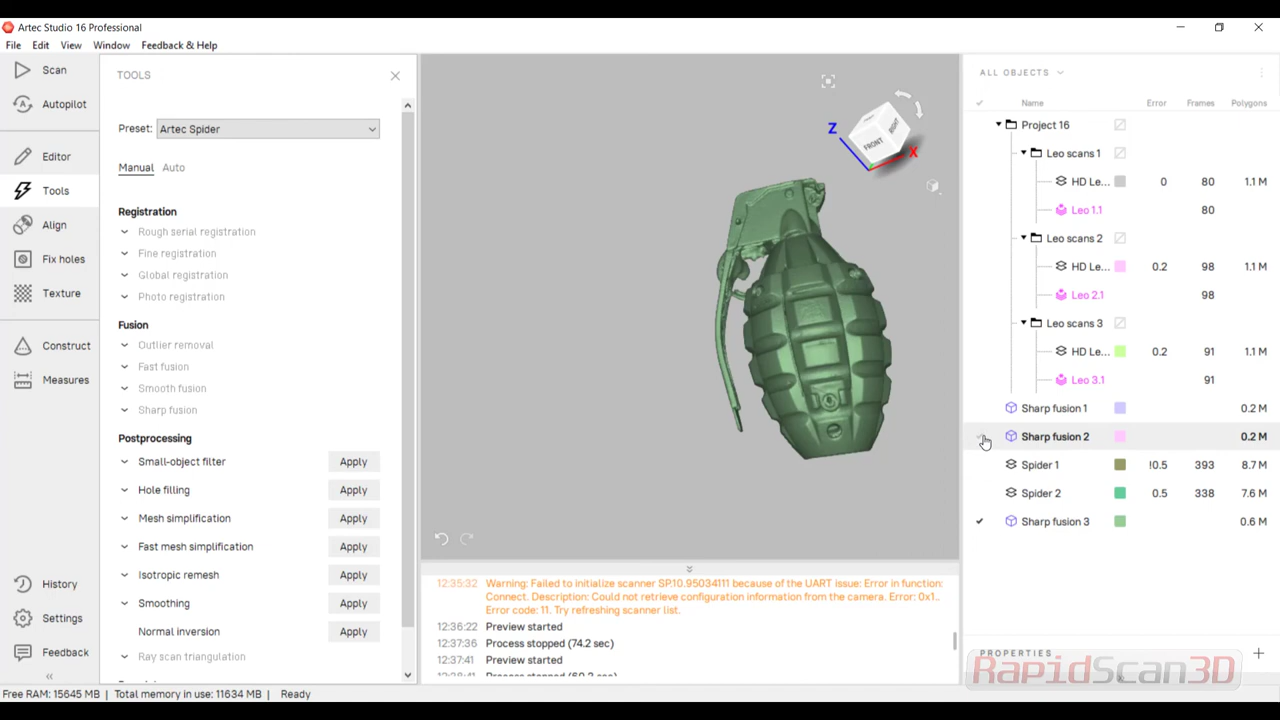 Artec Studio 16 Professional
File Edit View Window Feedback & Help
Scan
Autopilot
Editor
Tools
Align
Fix holes
Texture
Construct
Measures
History
Settings
Feedback
TOOLS
Preset: Artec Spider
Manual Auto
Registration
Rough serial registration
Fine registration
Global registration
Photo registration
Fusion
Outlier removal
Fast fusion
Smooth fusion
Sharp fusion
Postprocessing
Small-object filter Apply
Hole filling Apply
Mesh simplification Apply
Fast mesh simplification Apply
Isotropic remesh Apply
Smoothing Apply
Normal inversion Apply
Ray scan triangulation
Z
FRONT
RIGHT
X
12:35:32 Warning: Failed to initialize scanner SP.10.95034111 because of the UART issue: Error in function:
Connect. Description: Could not retrieve configuration information from the camera. Error: 0x1..
Error code: 11. Try refreshing scanner list.
12:36:22 Preview started
12:37:36 Process stopped (74.2 sec)
12:37:41 Preview started
ALL OBJECTS
Name Error Frames Polygons
Project 16
Leo scans 1
HD Le... 0 80 1.1 M
Leo 1.1 80
Leo scans 2
HD Le... 0.2 98 1.1 M
Leo 2.1 98
Leo scans 3
HD Le... 0.2 91 1.1 M
Leo 3.1 91
Sharp fusion 1 0.2 M
Sharp fusion 2 0.2 M
Spider 1 !0.5 393 8.7 M
Spider 2 0.5 338 7.6 M
Sharp fusion 3 0.6 M
PROPERTIES
RapidScan3D
Free RAM: 15645 MB | Total memory in use: 11634 MB | Ready